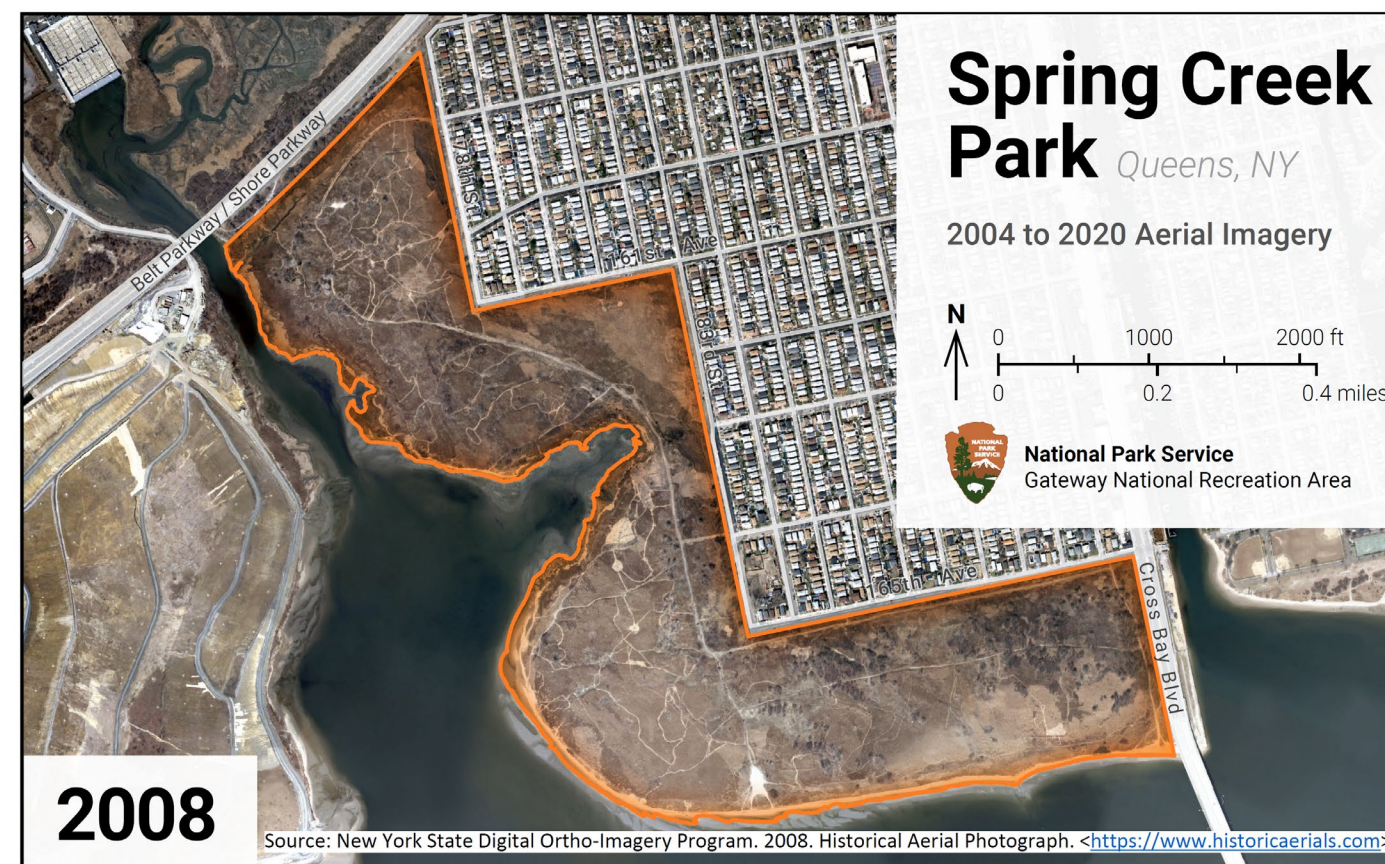 Spring Creek
Park Queens, NY
2004 to 2020 Aerial Imagery
N
0 1000 2000 ft
0 0.2 0.4 miles
NATIONAL
PARK
SERVICE
National Park Service
Gateway National Recreation Area
Belt Parkway / Shore Parkway
161st Ave
83rd St
65th Ave
Cross Bay Blvd
2008
Source: New York State Digital Ortho-Imagery Program. 2008. Historical Aerial Photograph. <https://www.historicaerials.com>